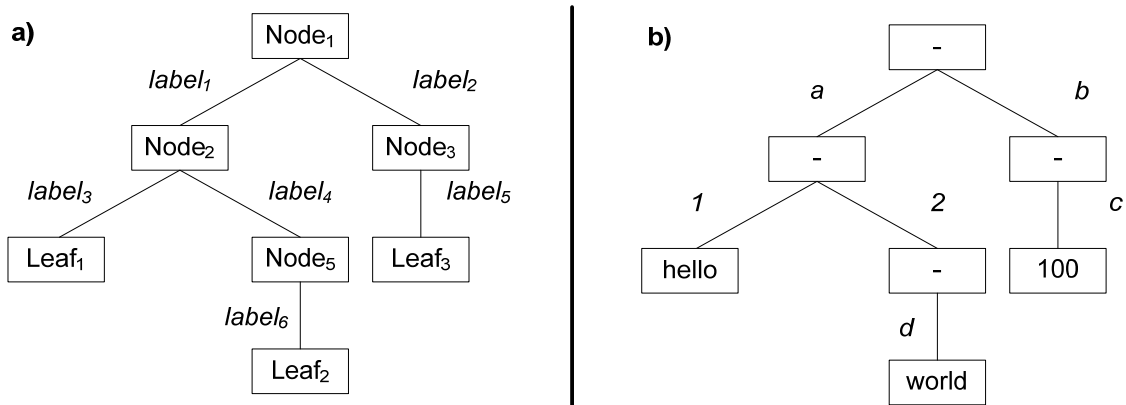 a)
Node₁
label₁
label₂
Node₂
Node₃
label₃
label₄
label₅
Leaf₁
Node₅
Leaf₃
label₆
Leaf₂
b)
-
a
b
-
-
1
2
c
hello
-
100
d
world